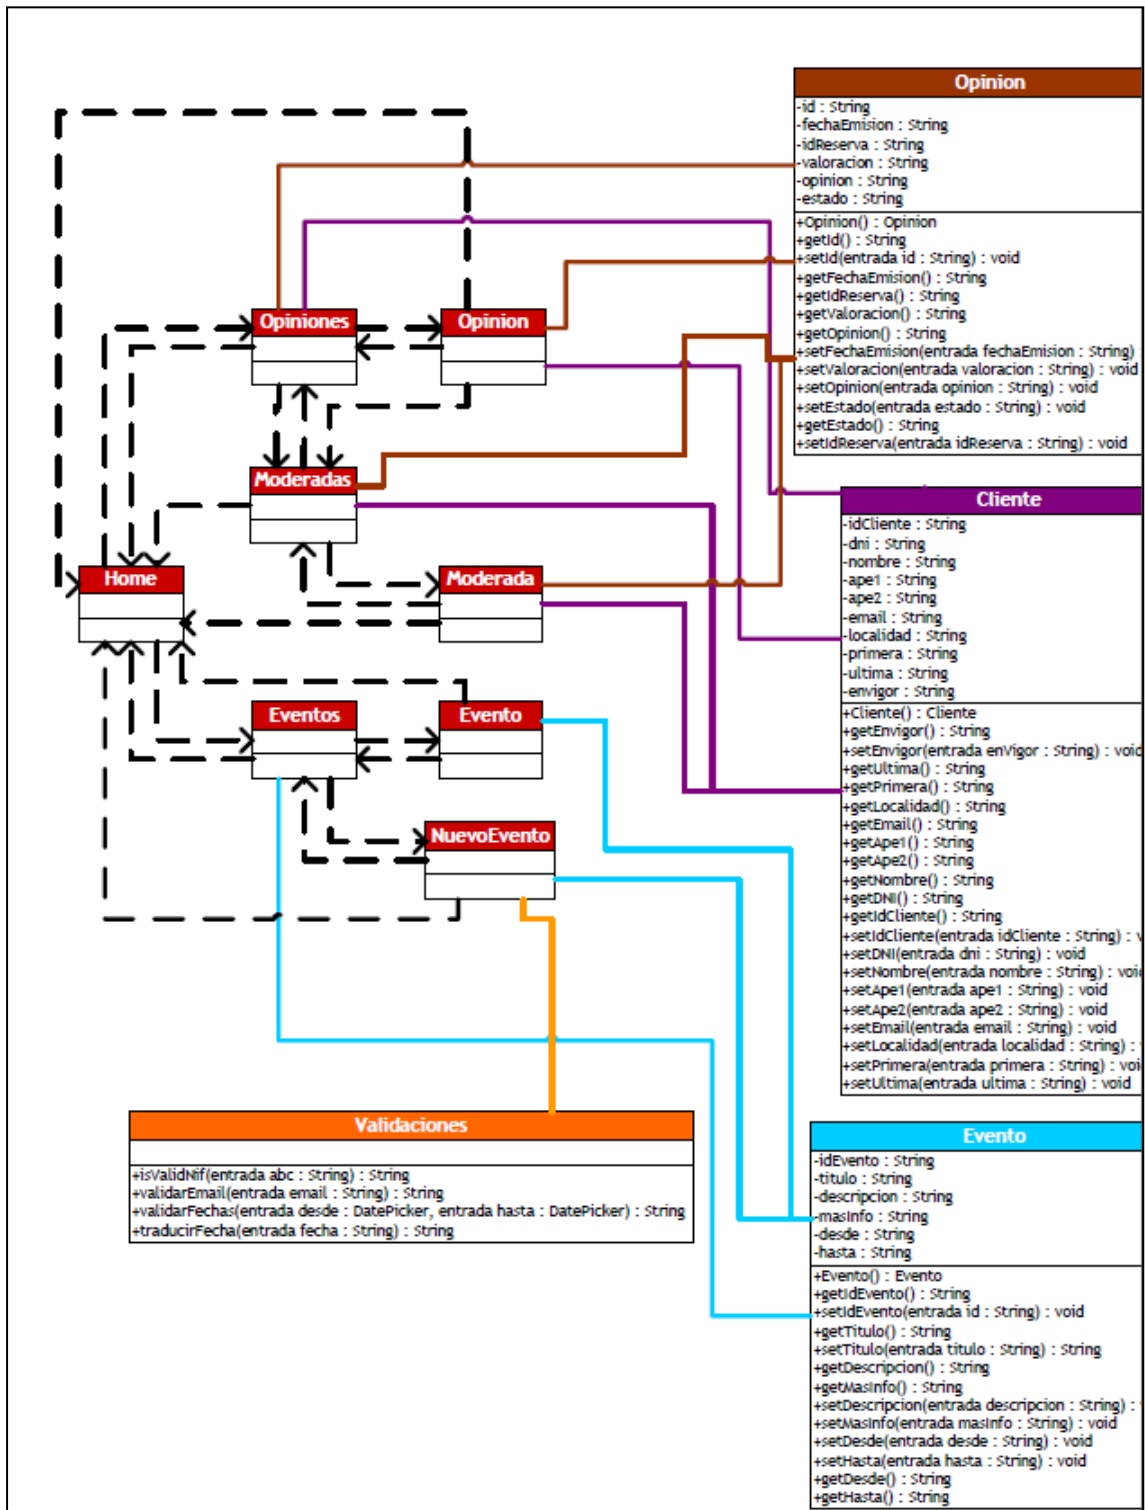 Opinion
-id : String
-fechaEmision : String
-idReserva : String
-valoracion : String
-opinion : String
-estado : String
+Opinion() : Opinion
+getId() : String
+setId(entrada id : String) : void
+getFechaEmision() : String
+getIdReserva() : String
+getValoracion() : String
+getOpinion() : String
+setFechaEmision(entrada fechaEmision : String)
+setValoracion(entrada valoracion : String) : void
+setOpinion(entrada opinion : String) : void
+setEstado(entrada estado : String) : void
+getEstado() : String
+setIdReserva(entrada idReserva : String) : void
Opiniones
Opinion
Moderadas
Home
Moderada
Eventos
Evento
NuevoEvento
Cliente
-idCliente : String
-dni : String
-nombre : String
-ape1 : String
-ape2 : String
-email : String
-localidad : String
-primera : String
-ultima : String
-envigor : String
+Cliente() : Cliente
+getEnvigor() : String
+setEnvigor(entrada enVigor : String) : void
+getUltima() : String
+getPrimera() : String
+getLocalidad() : String
+getEmail() : String
+getApe1() : String
+getApe2() : String
+getNombre() : String
+getDNI() : String
+getIdCliente() : String
+setIdCliente(entrada idCliente : String) : v
+setDNI(entrada dni : String) : void
+setNombre(entrada nombre : String) : voi
+setApe1(entrada ape1 : String) : void
+setApe2(entrada ape2 : String) : void
+setEmail(entrada email : String) : void
+setLocalidad(entrada localidad : String) :
+setPrimera(entrada primera : String) : voi
+setUltima(entrada ultima : String) : void
Validaciones
+isValidNif(entrada abc : String) : String
+validarEmail(entrada email : String) : String
+validarFechas(entrada desde : DatePicker, entrada hasta : DatePicker) : String
+traducirFecha(entrada fecha : String) : String
Evento
-idEvento : String
-titulo : String
-descripcion : String
-masInfo : String
-desde : String
-hasta : String
+Evento() : Evento
+getIdEvento() : String
+setIdEvento(entrada id : String) : void
+getTitulo() : String
+setTitulo(entrada titulo : String) : String
+getDescripcion() : String
+getMasInfo() : String
+setDescripcion(entrada descripcion : String) :
+setMasInfo(entrada masInfo : String) : void
+setDesde(entrada desde : String) : void
+setHasta(entrada hasta : String) : void
+getDesde() : String
+getHasta() : String